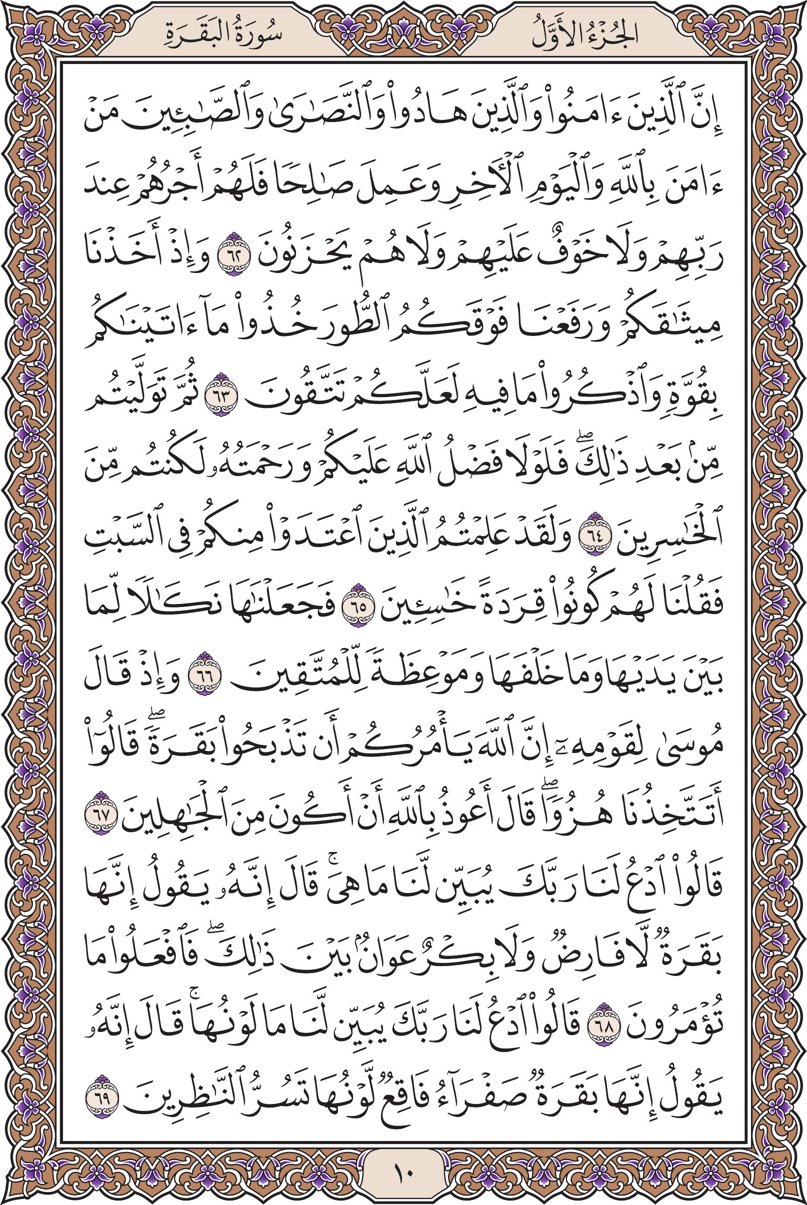 الجُزْءُ الأَوَّلُ
سُورَةُ البَقَرَةِ
إِنَّ ٱلَّذِينَ ءَامَنُوا۟ وَٱلَّذِينَ هَادُوا۟ وَٱلنَّصَٰرَىٰ وَٱلصَّٰبِـِٔينَ مَنْ
ءَامَنَ بِٱللَّهِ وَٱلْيَوْمِ ٱلْـَٔاخِرِ وَعَمِلَ صَٰلِحًا فَلَهُمْ أَجْرُهُمْ عِندَ
رَبِّهِمْ وَلَا خَوْفٌ عَلَيْهِمْ وَلَا هُمْ يَحْزَنُونَ ٦٢ وَإِذْ أَخَذْنَا
مِيثَٰقَكُمْ وَرَفَعْنَا فَوْقَكُمُ ٱلطُّورَ خُذُوا۟ مَآ ءَاتَيْنَٰكُم
بِقُوَّةٍ وَٱذْكُرُوا۟ مَا فِيهِ لَعَلَّكُمْ تَتَّقُونَ ٦٣ ثُمَّ تَوَلَّيْتُم
مِّنۢ بَعْدِ ذَٰلِكَ ۖ فَلَوْلَا فَضْلُ ٱللَّهِ عَلَيْكُمْ وَرَحْمَتُهُۥ لَكُنتُم مِّنَ
ٱلْخَٰسِرِينَ ٦٤ وَلَقَدْ عَلِمْتُمُ ٱلَّذِينَ ٱعْتَدَوْا۟ مِنكُمْ فِى ٱلسَّبْتِ
فَقُلْنَا لَهُمْ كُونُوا۟ قِرَدَةً خَٰسِـِٔينَ ٦٥ فَجَعَلْنَٰهَا نَكَٰلًا لِّمَا
بَيْنَ يَدَيْهَا وَمَا خَلْفَهَا وَمَوْعِظَةً لِّلْمُتَّقِينَ ٦٦ وَإِذْ قَالَ
مُوسَىٰ لِقَوْمِهِۦٓ إِنَّ ٱللَّهَ يَأْمُرُكُمْ أَن تَذْبَحُوا۟ بَقَرَةً ۖ قَالُوٓا۟
أَتَتَّخِذُنَا هُزُوًا ۖ قَالَ أَعُوذُ بِٱللَّهِ أَنْ أَكُونَ مِنَ ٱلْجَٰهِلِينَ ٦٧
قَالُوا۟ ٱدْعُ لَنَا رَبَّكَ يُبَيِّن لَّنَا مَا هِىَ ۚ قَالَ إِنَّهُۥ يَقُولُ إِنَّهَا
بَقَرَةٌ لَّا فَارِضٌ وَلَا بِكْرٌ عَوَانٌۢ بَيْنَ ذَٰلِكَ ۖ فَٱفْعَلُوا۟ مَا
تُؤْمَرُونَ ٦٨ قَالُوا۟ ٱدْعُ لَنَا رَبَّكَ يُبَيِّن لَّنَا مَا لَوْنُهَا ۚ قَالَ إِنَّهُۥ
يَقُولُ إِنَّهَا بَقَرَةٌ صَفْرَآءُ فَاقِعٌ لَّوْنُهَا تَسُرُّ ٱلنَّٰظِرِينَ ٦٩
١٠